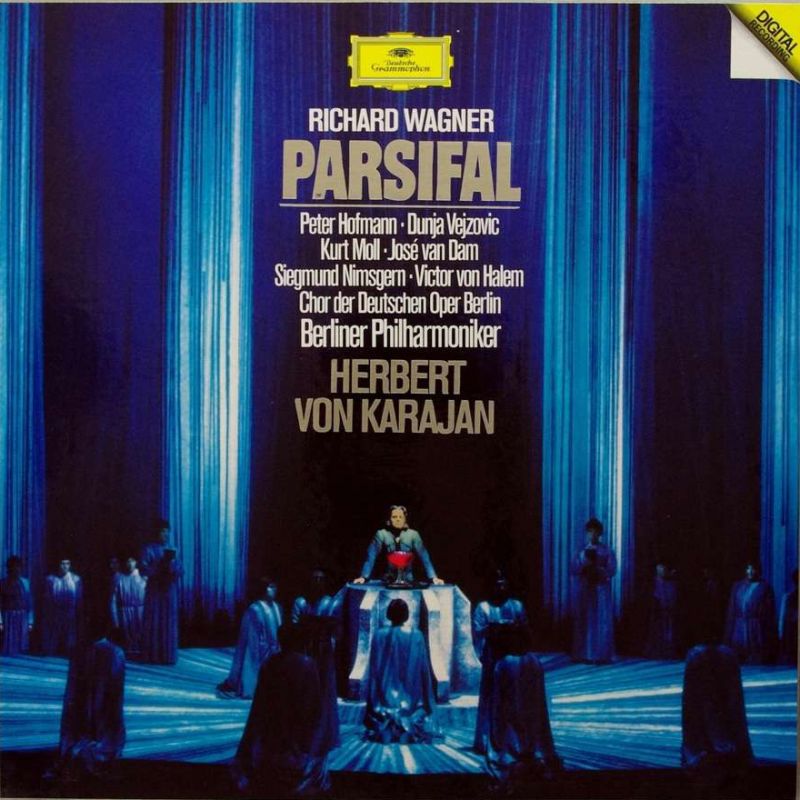 DIGITAL
RECORDING
Deutsche
Grammophon
RICHARD WAGNER
PARSIFAL
Peter Hofmann · Dunja Vejzovic
Kurt Moll · José van Dam
Siegmund Nimsgern · Victor von Halem
Chor der Deutschen Oper Berlin
Berliner Philharmoniker
HERBERT
VON KARAJAN